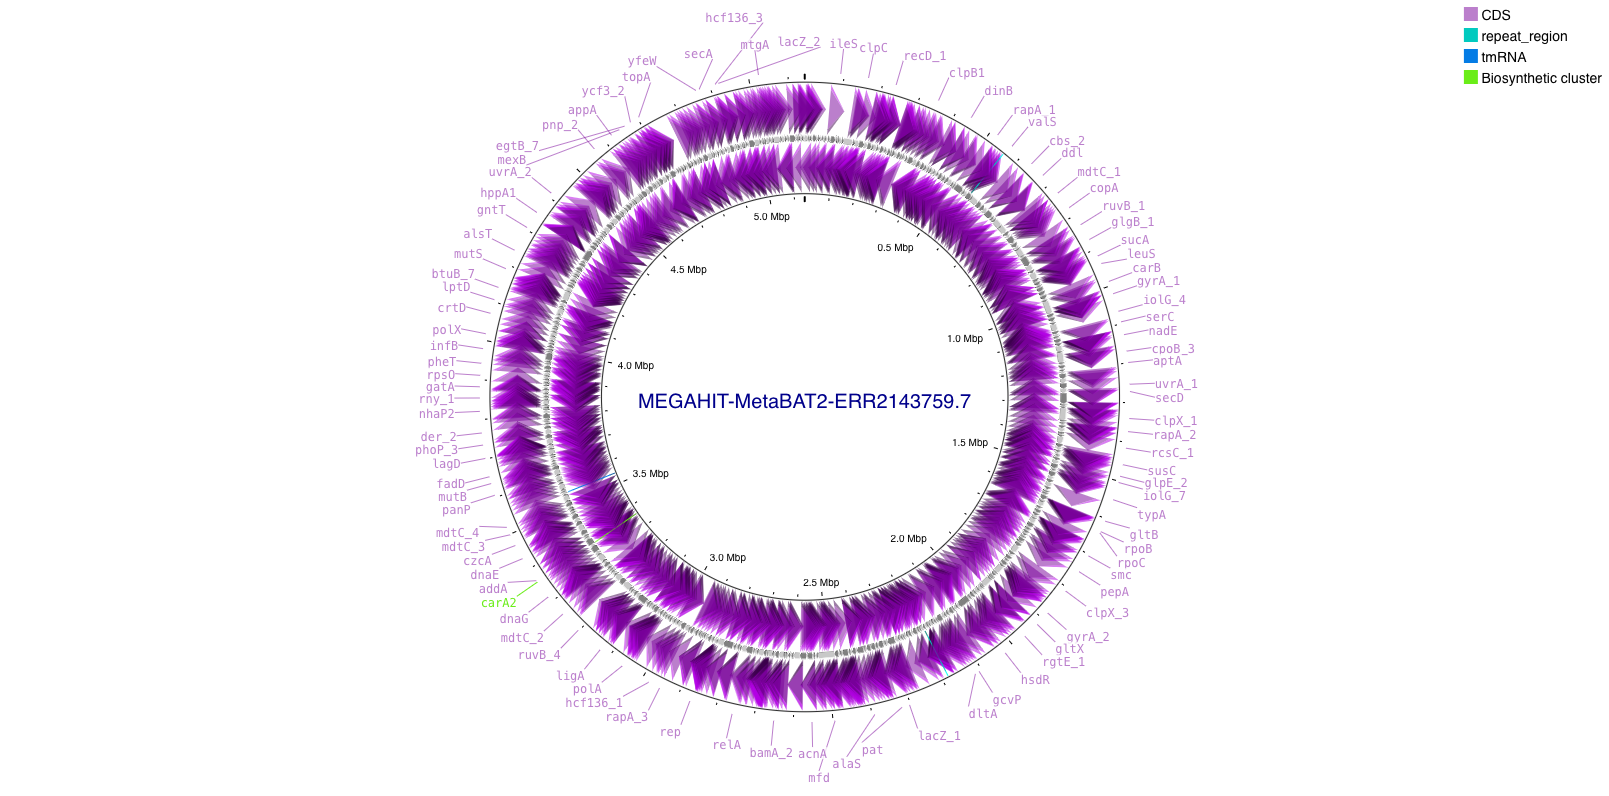 hcf136_3
mtgA
lacZ_2
ileS
clpC
recD_1
clpB1
dinB
rapA_1
valS
cbs_2
ddl
mdtC_1
copA
ruvB_1
glgB_1
sucA
leuS
carB
gyrA_1
iolG_4
serC
nadE
cpoB_3
aptA
uvrA_1
secD
clpX_1
rapA_2
rcsC_1
susC
glpE_2
iolG_7
typA
gltB
rpoB
rpoC
smc
pepA
clpX_3
gyrA_2
gltX
rgtE_1
hsdR
gcvP
dltA
lacZ_1
pat
alaS
mfd
acnA
bamA_2
relA
rep
rapA_3
hcf136_1
polA
ligA
ruvB_4
mdtC_2
dnaG
carA2
addA
dnaE
czcA
mdtC_3
mdtC_4
panP
mutB
fadD
lagD
phoP_3
der_2
nhaP2
rny_1
gatA
rpsO
pheT
infB
polX
crtD
lptD
btuB_7
mutS
alsT
gntT
hppA1
uvrA_2
mexB
egtB_7
pnp_2
appA
ycf3_2
topA
yfeW
secA
5.0 Mbp
0.5 Mbp
1.0 Mbp
1.5 Mbp
2.0 Mbp
2.5 Mbp
3.0 Mbp
3.5 Mbp
4.0 Mbp
4.5 Mbp
MEGAHIT-MetaBAT2-ERR2143759.7
CDS
repeat_region
tmRNA
Biosynthetic cluster